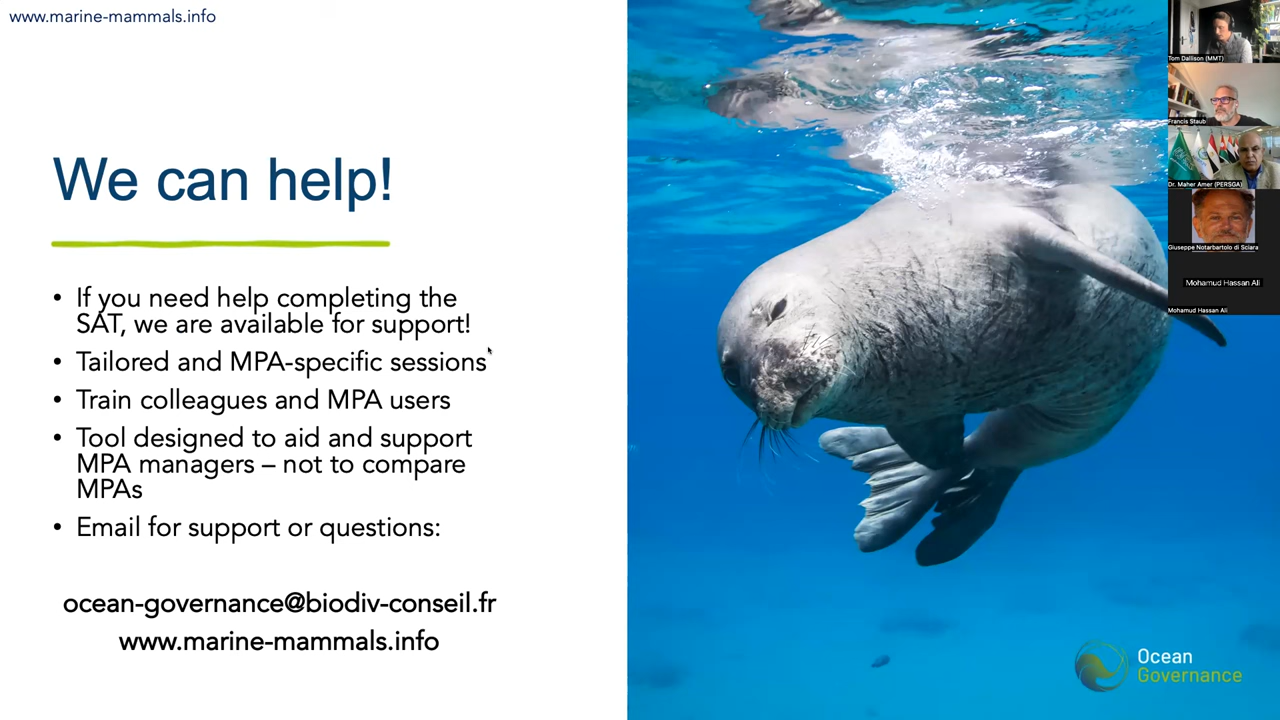 www.marine-mammals.info
We can help!
• If you need help completing the
SAT, we are available for support!
• Tailored and MPA-specific sessions
• Train colleagues and MPA users
• Tool designed to aid and support
MPA managers – not to compare
MPAs
• Email for support or questions:
ocean-governance@biodiv-conseil.fr
www.marine-mammals.info
Tom Dallison (MMT)
Francis Staub
Dr. Maher Amer (PERSGA)
Giuseppe Notarbartolo di Sciara
Mohamud Hassan Ali
Mohamud Hassan Ali
Ocean
Governance